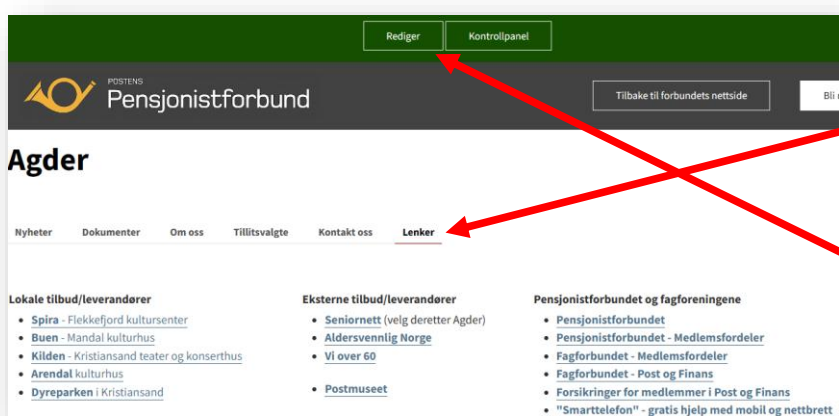 Rediger Kontrollpanel
POSTENS
Pensjonistforbund
Tilbake til forbundets nettside
Bli
Agder
Nyheter Dokumenter Om oss Tillitsvalgte Kontakt oss Lenker
Lokale tilbud/leverandører
• Spira - Flekkefjord kultursenter
• Buen - Mandal kulturhus
• Kilden - Kristiansand teater og konserthus
• Arendal kulturhus
• Dyreparken i Kristiansand
Eksterne tilbud/leverandører
• Seniornett (velg deretter Agder)
• Aldersvennlig Norge
• Vi over 60
• Postmuseet
Pensjonistforbundet og fagforeningene
• Pensjonistforbundet
• Pensjonistforbundet - Medlemsfordeler
• Fagforbundet - Medlemsfordeler
• Fagforbundet - Post og Finans
• Forsikringer for medlemmer i Post og Finans
• "Smarttelefon" - gratis hjelp med mobil og nettbrett